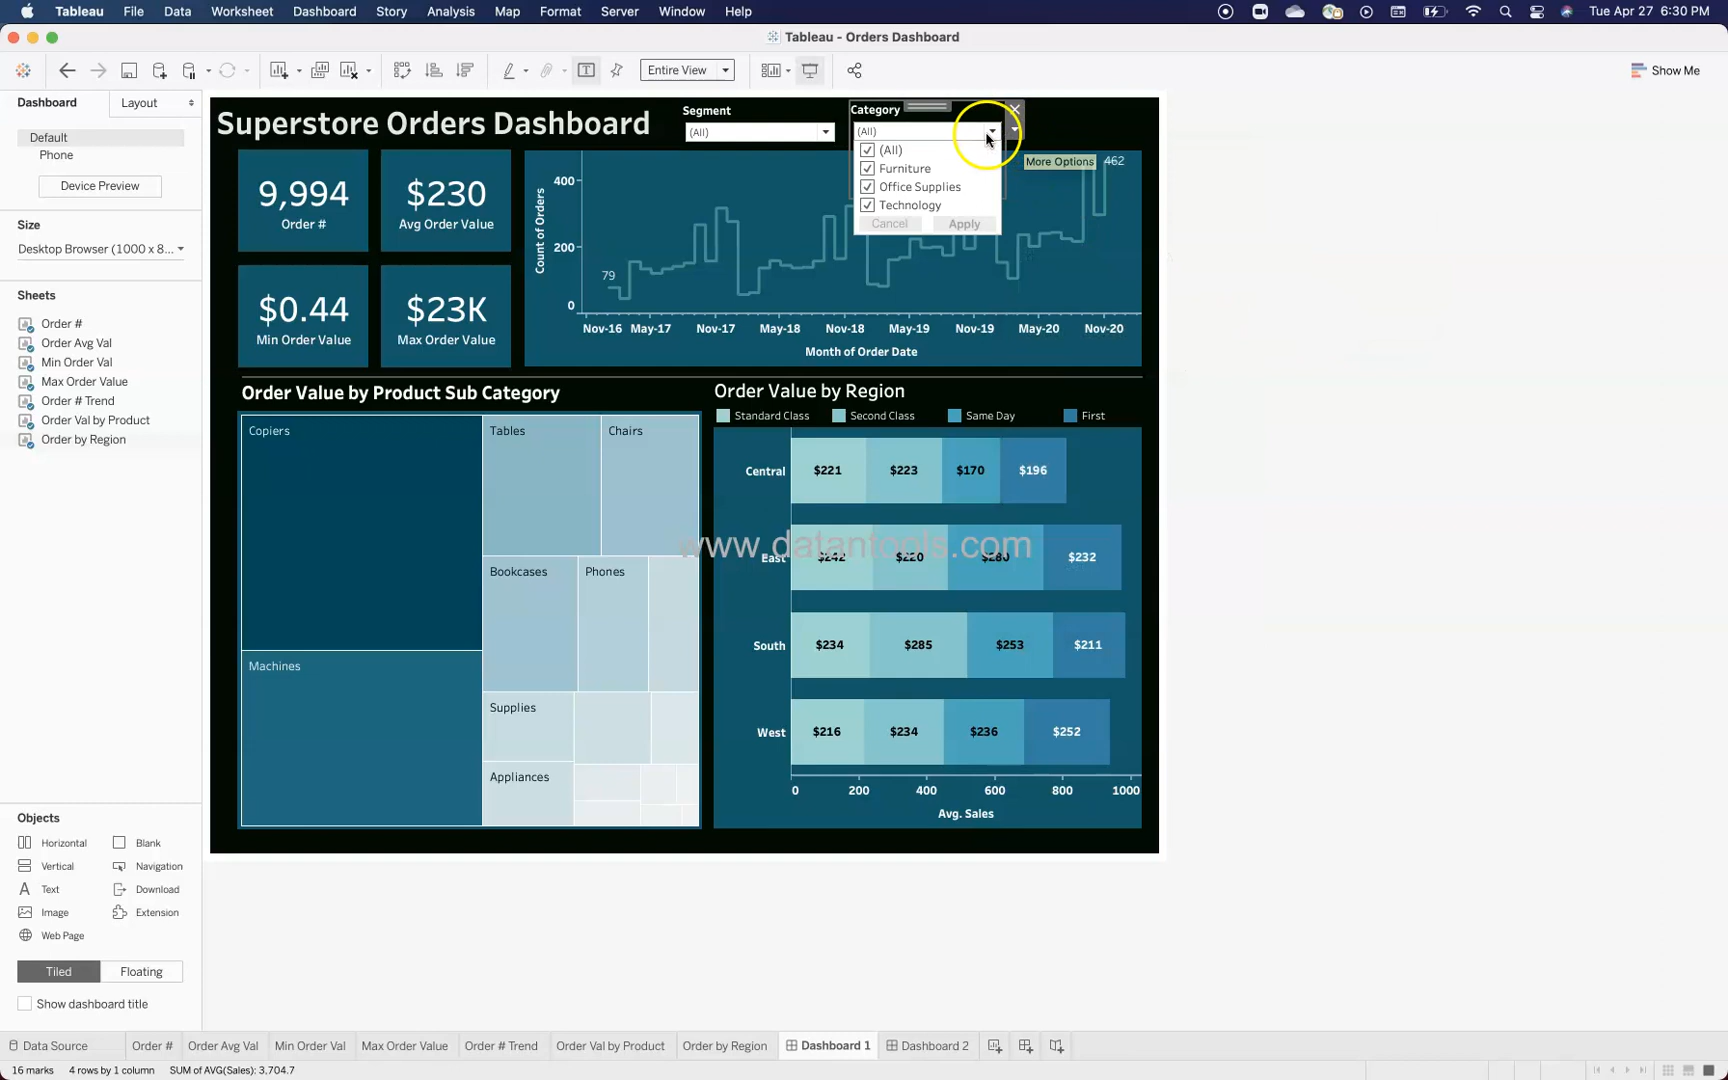 Tableau File Data Worksheet Dashboard Story Analysis Map Format Server Window Help
Tue Apr 27 6:30 PM
Tableau - Orders Dashboard
Entire View
Show Me
Dashboard
Layout
Default
Phone
Device Preview
Size
Desktop Browser (1000 x 8...
Sheets
Order #
Order Avg Val
Min Order Val
Max Order Value
Order # Trend
Order Val by Product
Order by Region
Objects
Horizontal Blank
Vertical Navigation
Text Download
Image Extension
Web Page
Tiled Floating
Show dashboard title
Superstore Orders Dashboard
Segment
(All)
Category
(All)
(All)
Furniture
Office Supplies
Technology
Cancel Apply
More Options
9,994
Order #
$230
Avg Order Value
$0.44
Min Order Value
$23K
Max Order Value
Count of Orders
400
200
0
79
462
Nov-16 May-17 Nov-17 May-18 Nov-18 May-19 Nov-19 May-20 Nov-20
Month of Order Date
Order Value by Product Sub Category
Copiers
Machines
Tables
Chairs
Bookcases
Phones
Supplies
Appliances
Order Value by Region
Standard Class Second Class Same Day First
Central $221 $223 $170 $196
East $242 $220 $280 $232
South $234 $285 $253 $211
West $216 $234 $236 $252
0 200 400 600 800 1000
Avg. Sales
www.datantools.com
Data Source Order # Order Avg Val Min Order Val Max Order Value Order # Trend Order Val by Product Order by Region Dashboard 1 Dashboard 2
16 marks 4 rows by 1 column SUM of AVG(Sales): 3,704.7